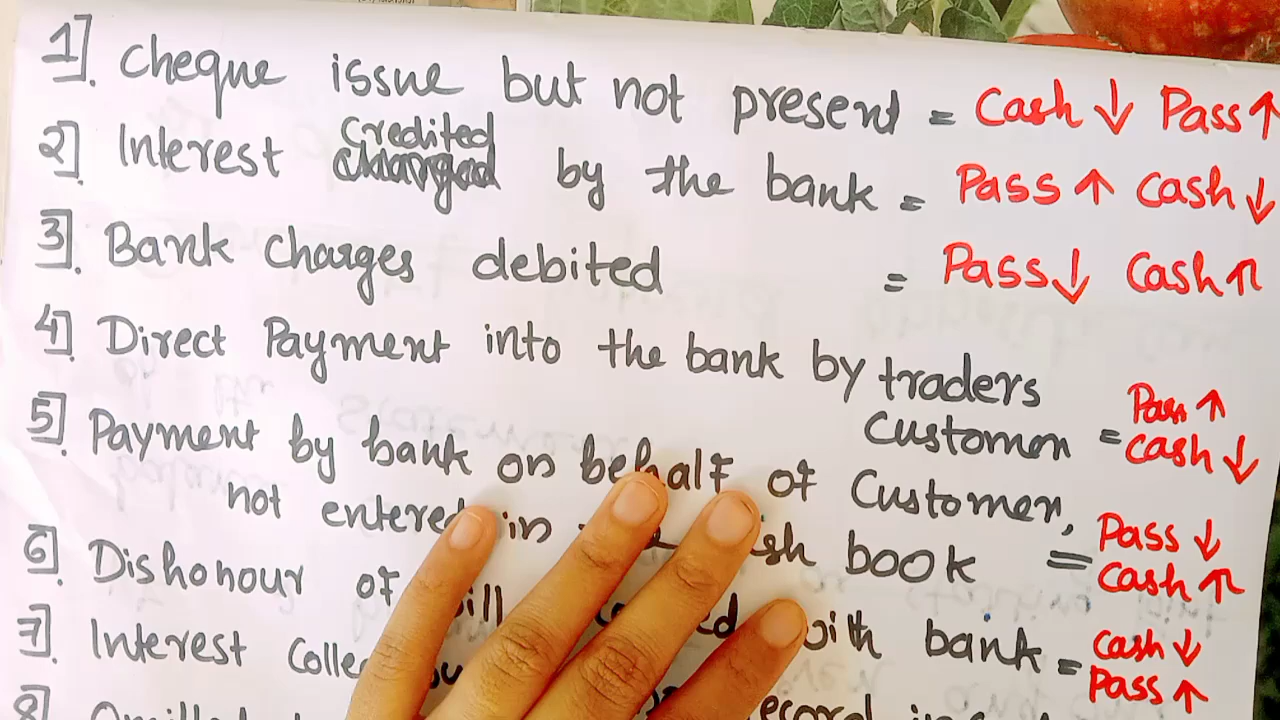 1]. Cheque issue but not present = Cash ↓ Pass ↑
2]. Interest Credited by the bank = Pass ↑ Cash ↓
3]. Bank Charges debited = Pass ↓ Cash ↑
4]. Direct Payment into the bank by traders
Customer = Pass ↑ Cash ↓
5]. Payment by bank on behalf of Customer,
not entered in book = Pass ↓ Cash ↑
6]. Dishonour of with bank
7]. Interest = Cash ↓ Pass ↑
8].